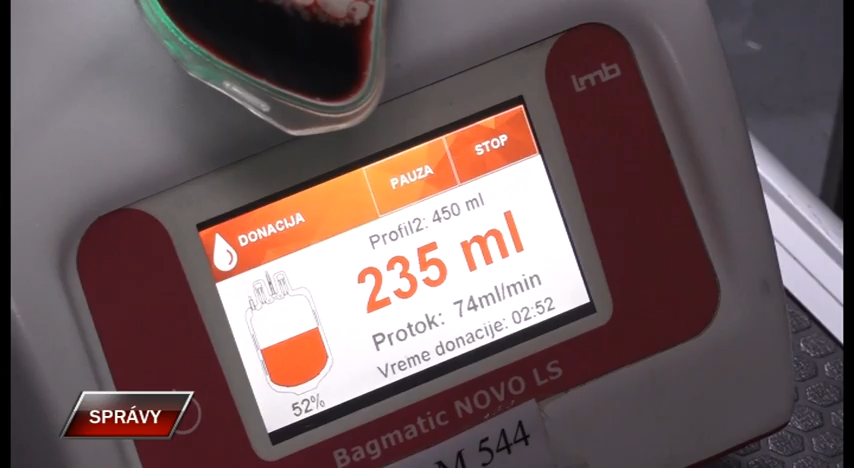 lmb
DONACIJA
PAUZA
STOP
Profil2: 450 ml
235 ml
Protok: 74ml/min
Vreme donacije: 02:52
52%
Bagmatic NOVO LS
M 544
SPRÁVY